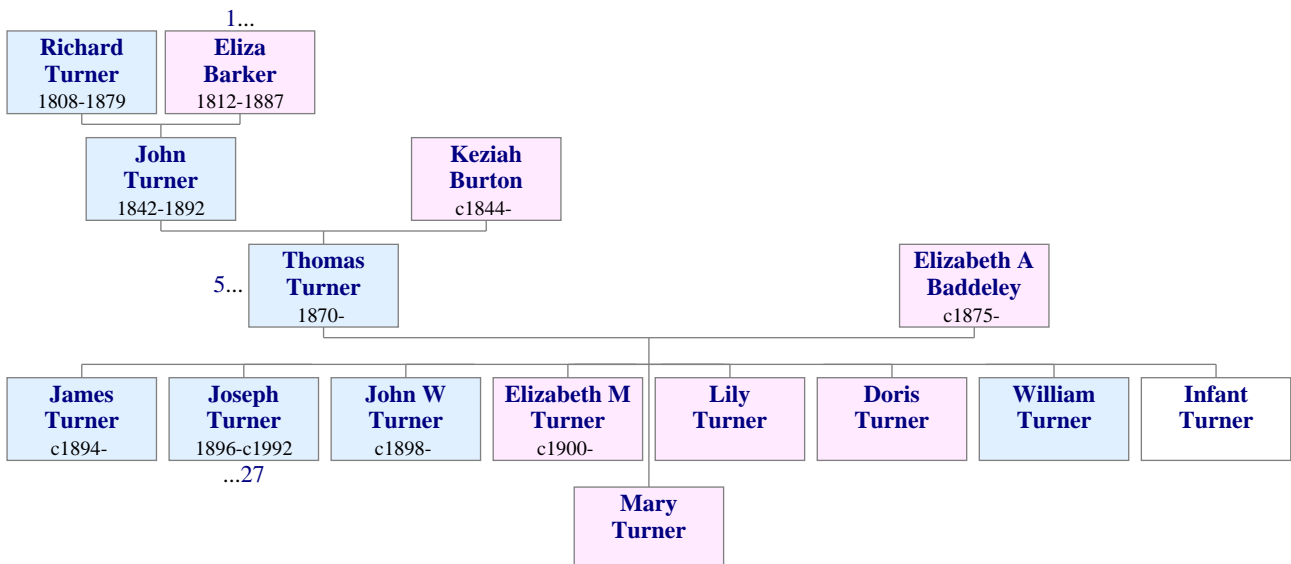 1...
Richard
Turner
1808-1879
Eliza
Barker
1812-1887
John
Turner
1842-1892
Keziah
Burton
c1844-
5...
Thomas
Turner
1870-
Elizabeth A
Baddeley
c1875-
James
Turner
c1894-
Joseph
Turner
1896-c1992
...27
John W
Turner
c1898-
Elizabeth M
Turner
c1900-
Lily
Turner
Doris
Turner
William
Turner
Infant
Turner
Mary
Turner